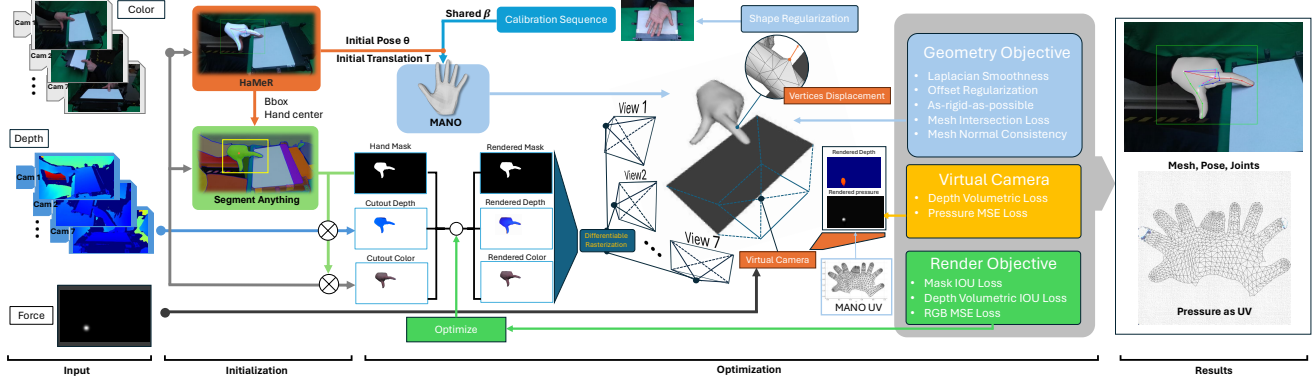 Color
Cam 1
Cam 2
Cam 7
Depth
Cam 1
Cam 7
Force
Input
HaMeR
Bbox
Hand center
Segment Anything
Initial Pose θ
Initial Translation T
Shared β
Calibration Sequence
Shape Regularization
MANO
Hand Mask
Cutout Depth
Cutout Color
Rendered Mask
Rendered Depth
Rendered Color
Differentiable
Rasterization
View 1
View2
View 7
Vertices Displacement
Virtual Camera
Rendered Depth
Rendered pressure
MANO UV
Optimize
Geometry Objective
• Laplacian Smoothness
• Offset Regularization
• As-rigid-as-possible
• Mesh Intersection Loss
• Mesh Normal Consistency
Virtual Camera
• Depth Volumetric Loss
• Pressure MSE Loss
Render Objective
• Mask IOU Loss
• Depth Volumetric IOU Loss
• RGB MSE Loss
Mesh, Pose, Joints
Pressure as UV
Initialization
Optimization
Results